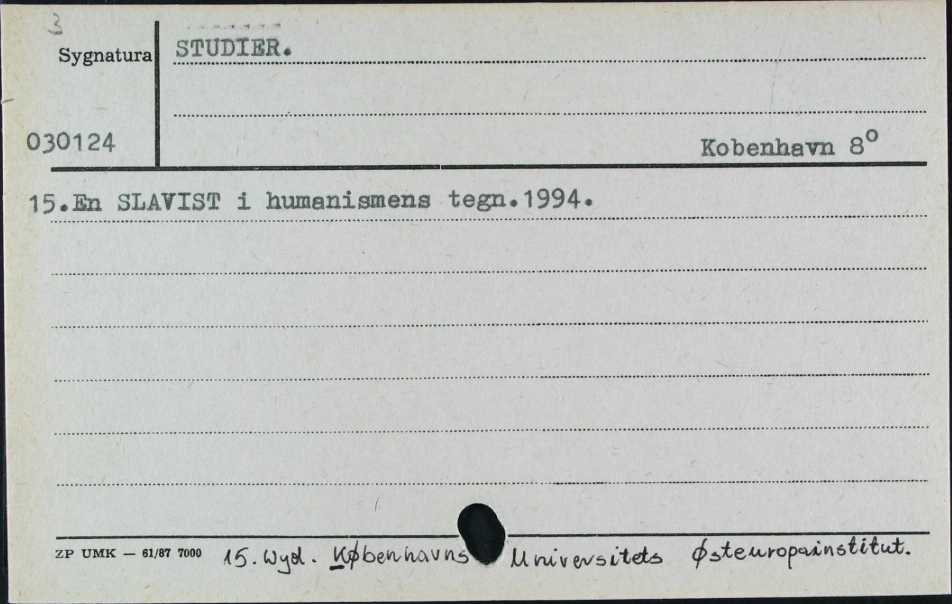 3
Sygnatura STUDIER.
030124 Kobenhavn 8°
15.En SLAVIST i humanismens tegn.1994.
ZP UMK — 61/87 7000 15. Wyd. Københavns Universitets Østeuropainstitut.